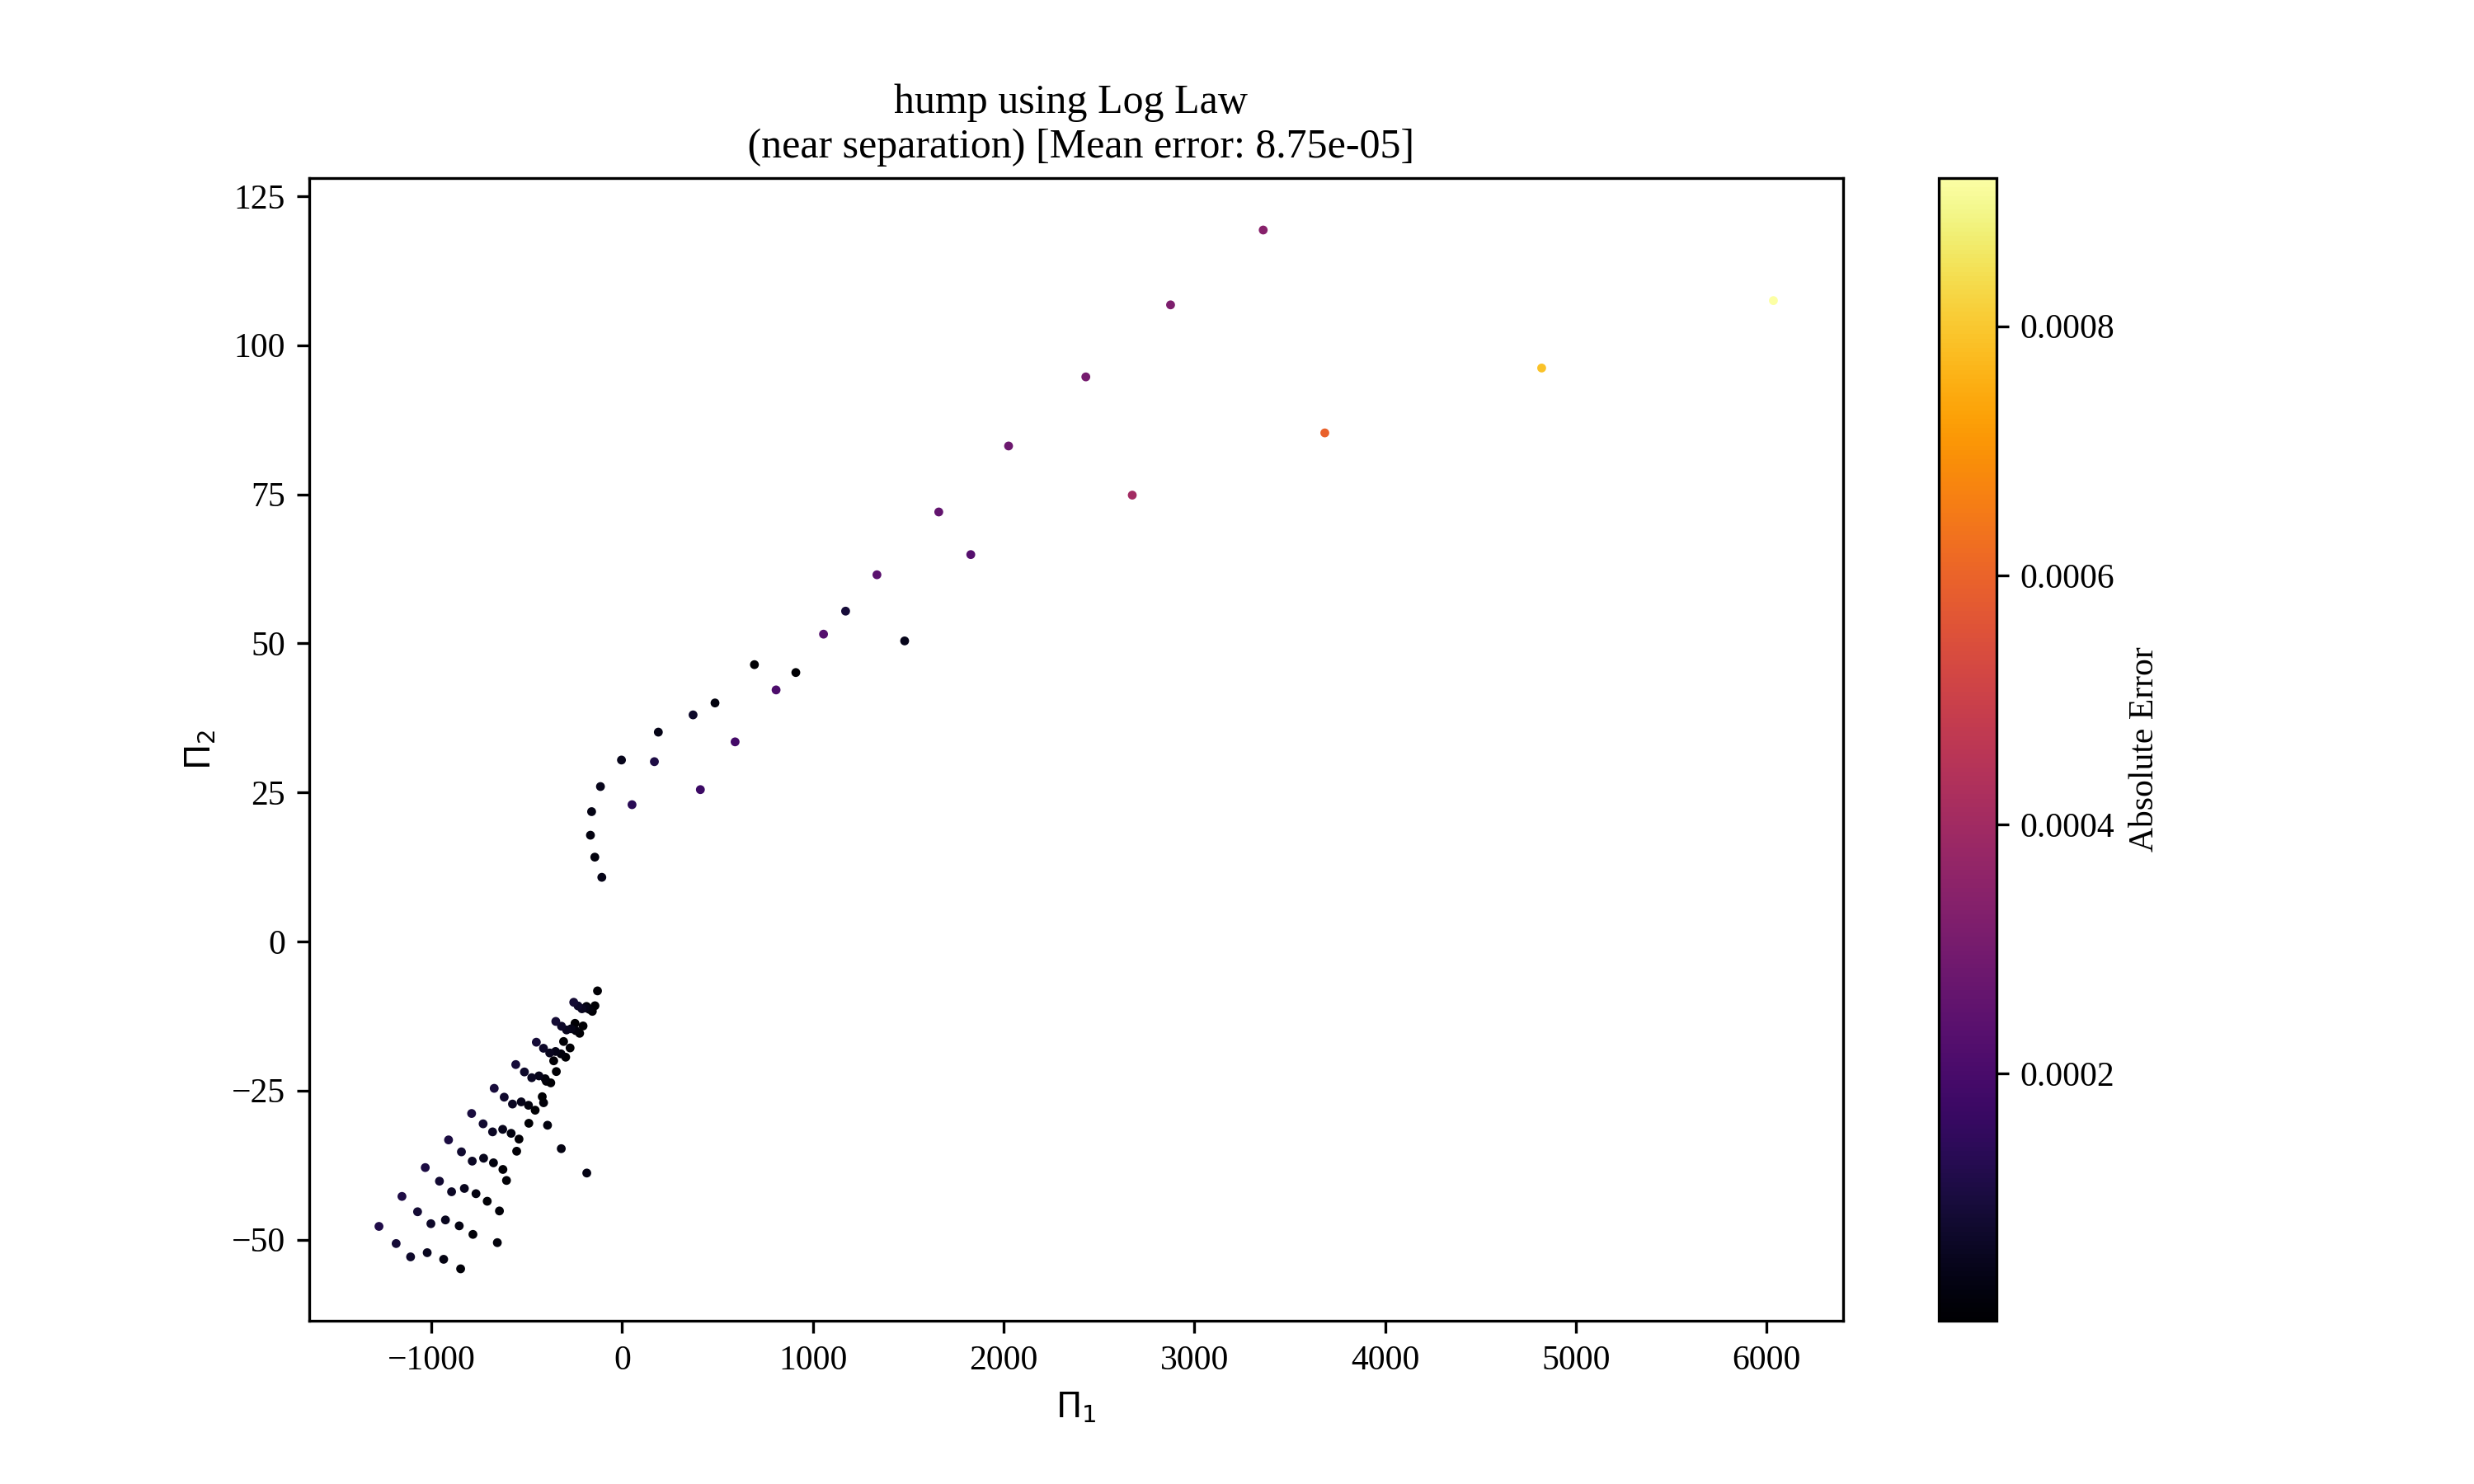 hump using Log Law
(near separation) [Mean error: 8.75e-05]
125
100
75
50
25
0
−25
−50
Π₂
−1000 0 1000 2000 3000 4000 5000 6000
Π₁
0.0008
0.0006
0.0004
0.0002
Absolute Error